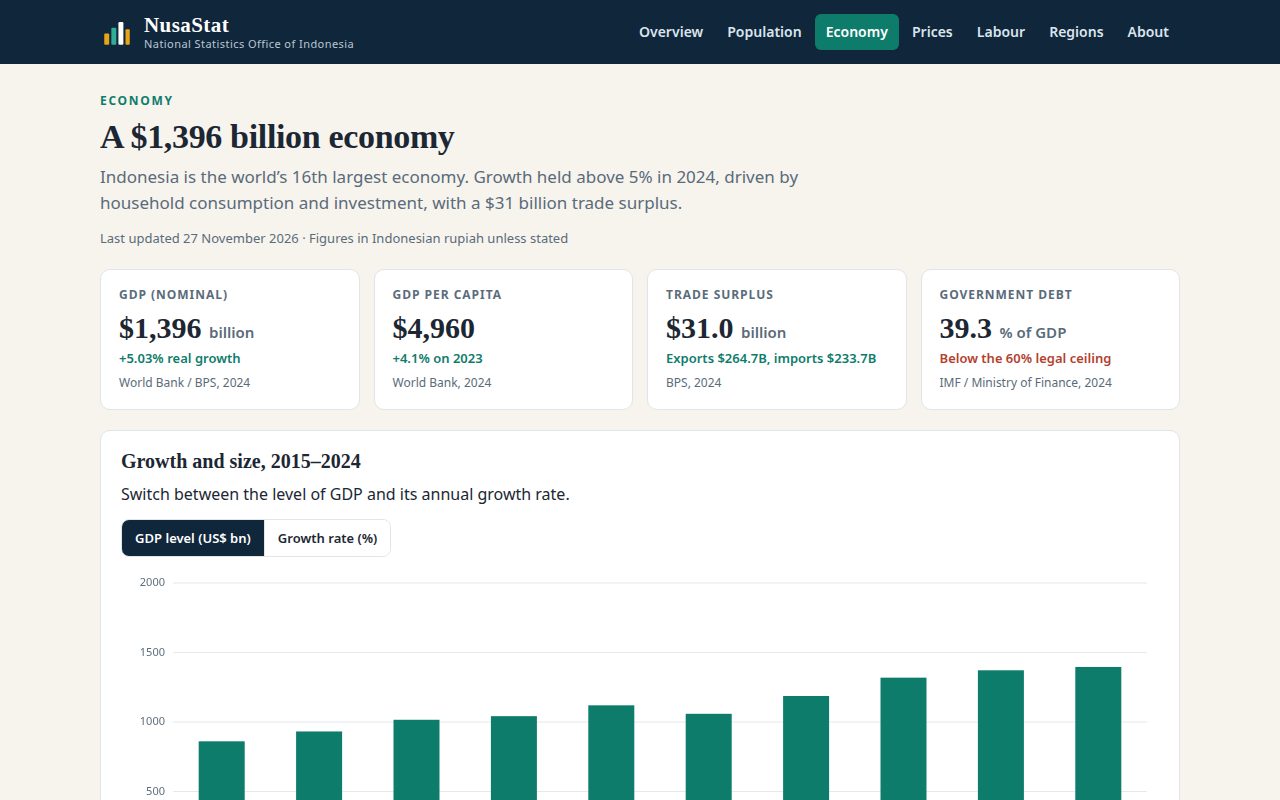 NusaStat
National Statistics Office of Indonesia
Overview Population Economy Prices Labour Regions About
ECONOMY
A $1,396 billion economy
Indonesia is the world’s 16th largest economy. Growth held above 5% in 2024, driven by
household consumption and investment, with a $31 billion trade surplus.
Last updated 27 November 2026 · Figures in Indonesian rupiah unless stated
GDP (NOMINAL)
$1,396 billion
+5.03% real growth
World Bank / BPS, 2024
GDP PER CAPITA
$4,960
+4.1% on 2023
World Bank, 2024
TRADE SURPLUS
$31.0 billion
Exports $264.7B, imports $233.7B
BPS, 2024
GOVERNMENT DEBT
39.3 % of GDP
Below the 60% legal ceiling
IMF / Ministry of Finance, 2024
Growth and size, 2015–2024
Switch between the level of GDP and its annual growth rate.
GDP level (US$ bn) Growth rate (%)
2000
1500
1000
500